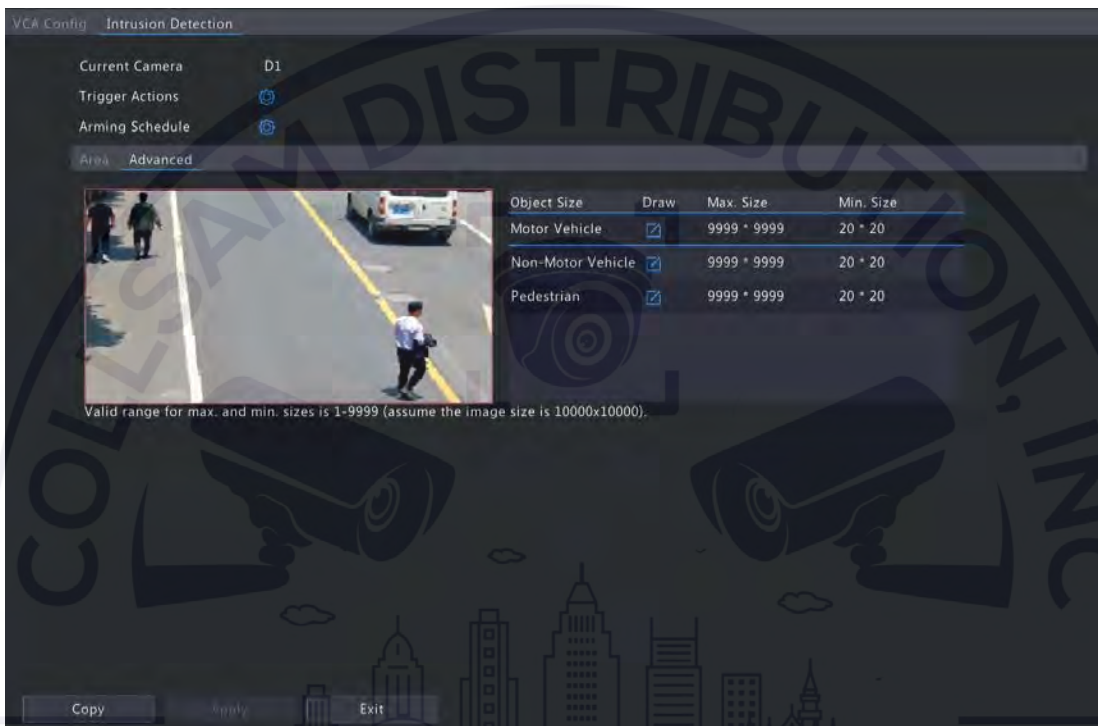 VCA Config Intrusion Detection
Current Camera D1
Trigger Actions
Arming Schedule
Area Advanced
Object Size Draw Max. Size Min. Size
Motor Vehicle 9999 * 9999 20 * 20
Non-Motor Vehicle 9999 * 9999 20 * 20
Pedestrian 9999 * 9999 20 * 20
Valid range for max. and min. sizes is 1-9999 (assume the image size is 10000x10000).
Copy Apply Exit
COLLSAM DISTRIBUTION, INC